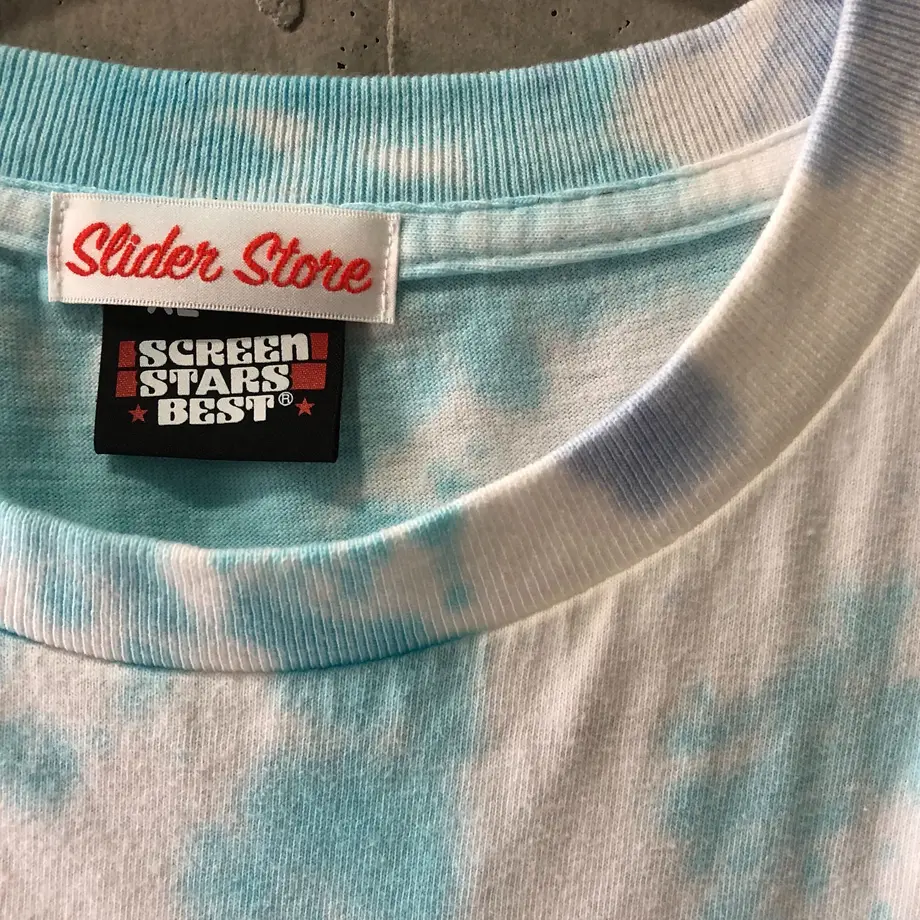 Slider Store
XL
SCREEN
STARS
BEST®